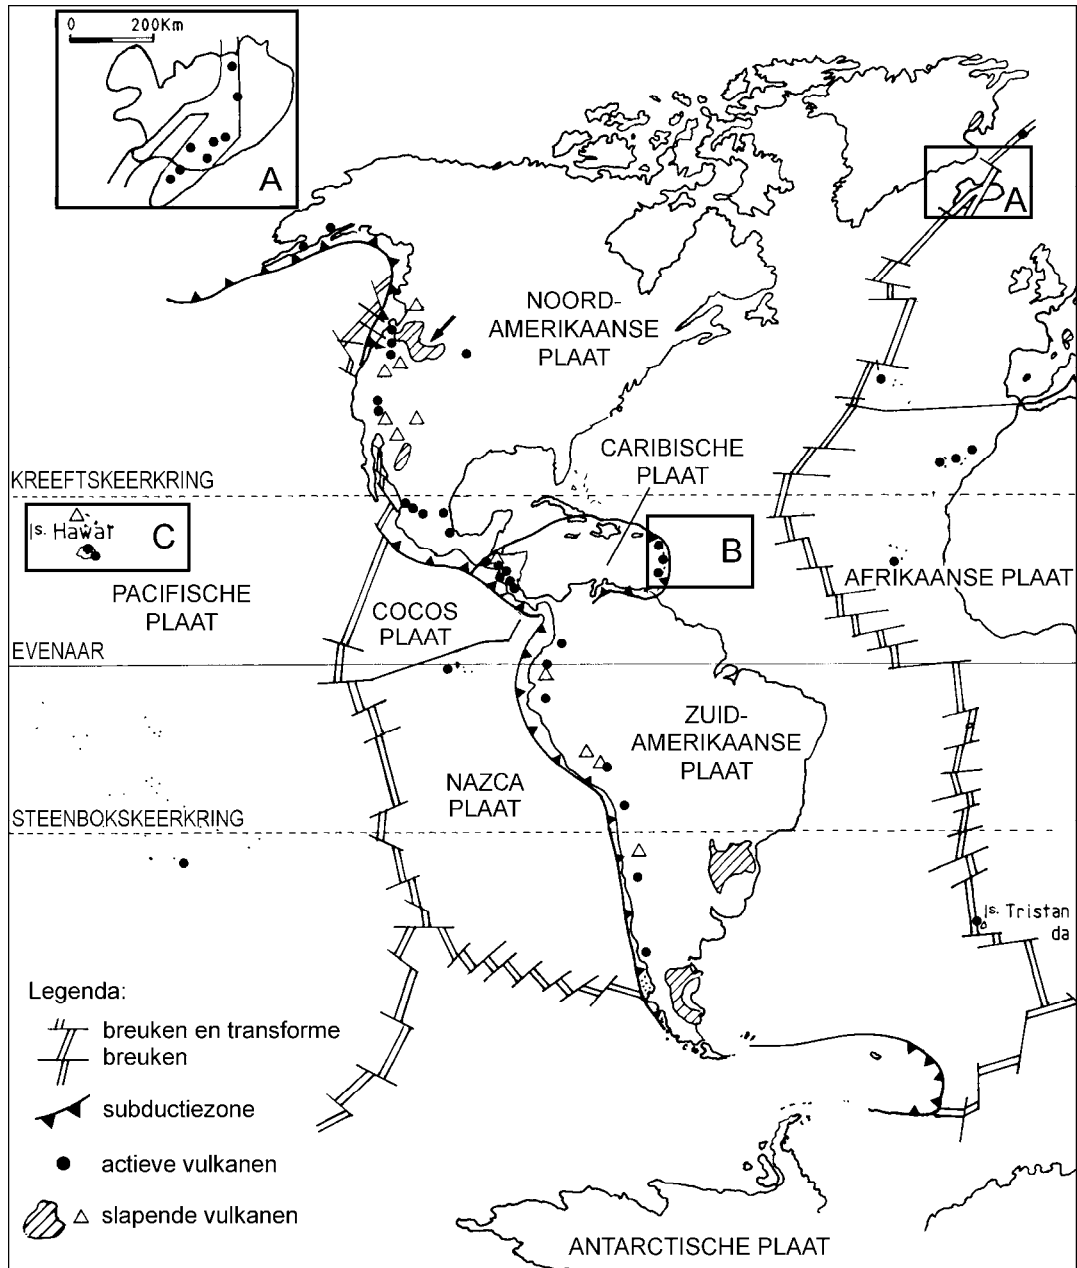 0 200Km
A
A
NOORD-
AMERIKAANSE
PLAAT
CARIBISCHE
PLAAT
KREEFTSKEERKRING
Is. Hawaï
C
B
PACIFISCHE
PLAAT
AFRIKAANSE PLAAT
COCOS
PLAAT
EVENAAR
ZUID-
AMERIKAANSE
PLAAT
NAZCA
PLAAT
STEENBOKSKEERKRING
Is. Tristan
da
Legenda:
breuken en transforme
breuken
subductiezone
actieve vulkanen
slapende vulkanen
ANTARCTISCHE PLAAT